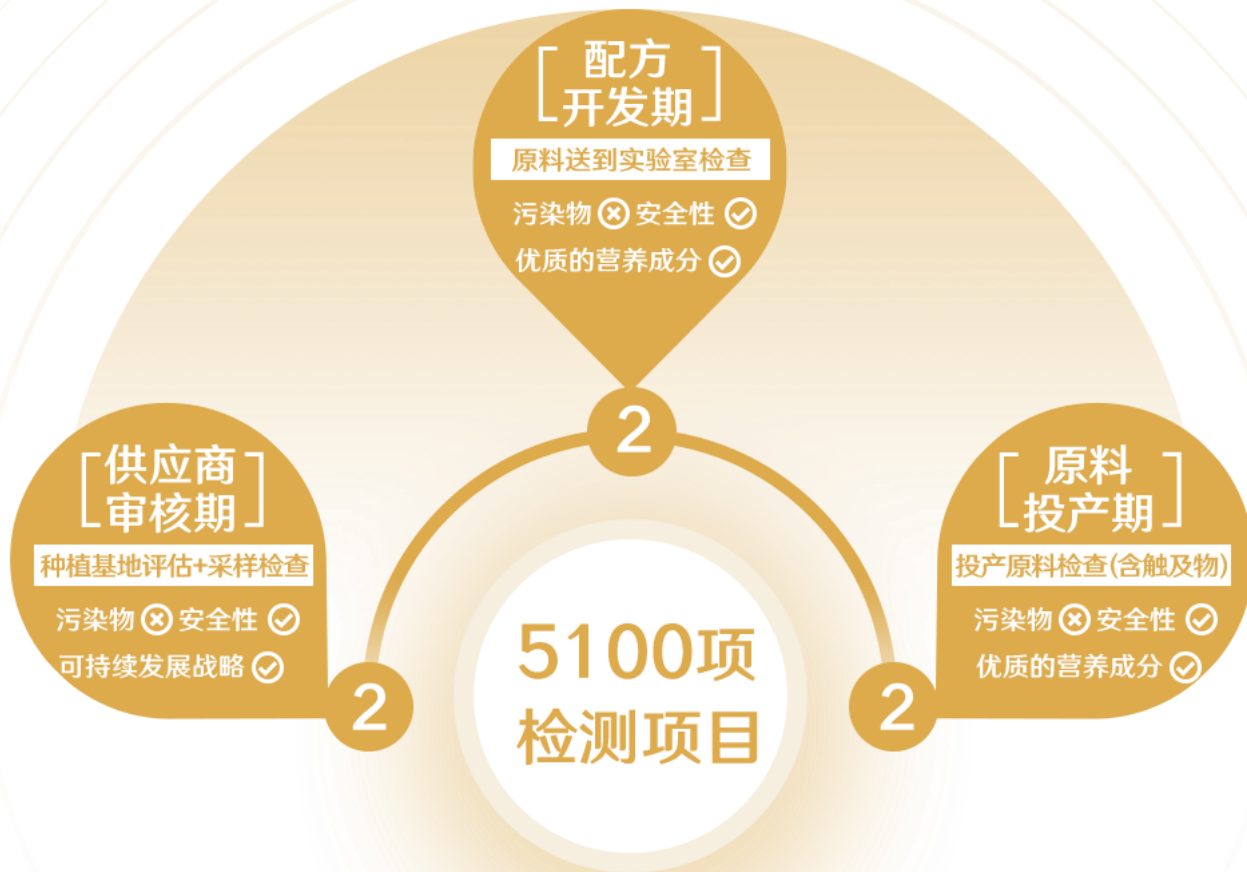 配方
开发期
原料送到实验室检查
污染物 安全性
优质的营养成分
2
供应商
审核期
种植基地评估+采样检查
污染物 安全性
可持续发展战略
2
原料
投产期
投产原料检查(含触及物)
污染物 安全性
优质的营养成分
2
5100项
检测项目